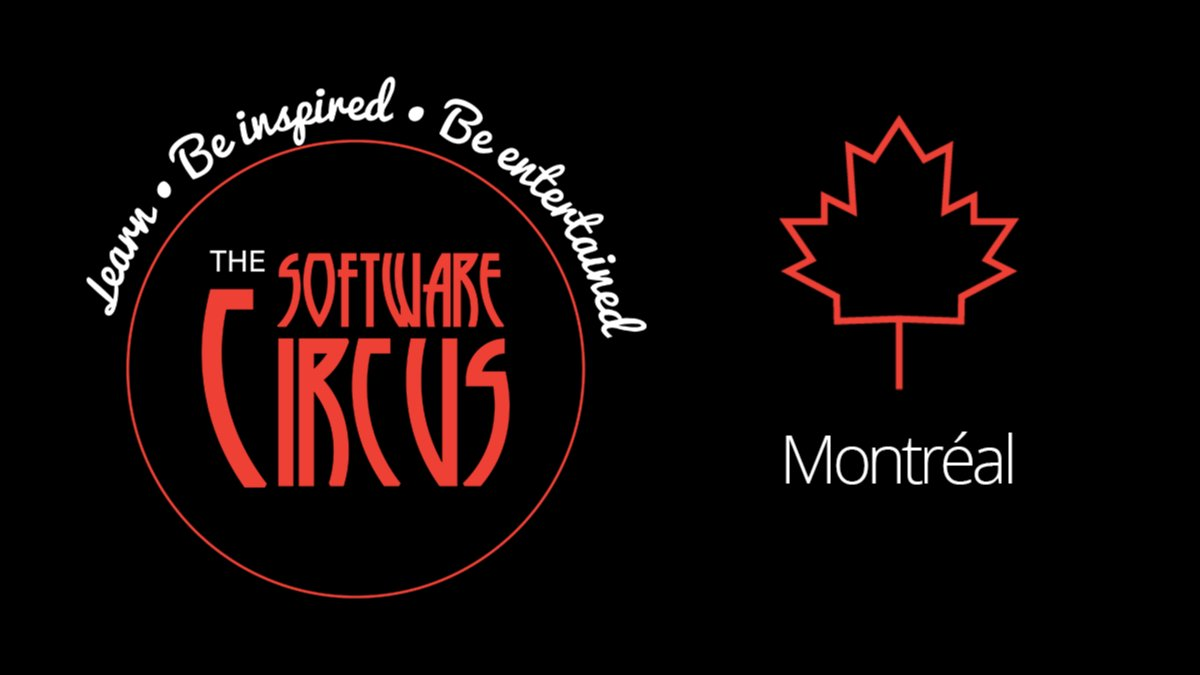 Learn • Be inspired • Be entertained
THE SOFTWARE
CIRCUS
Montréal